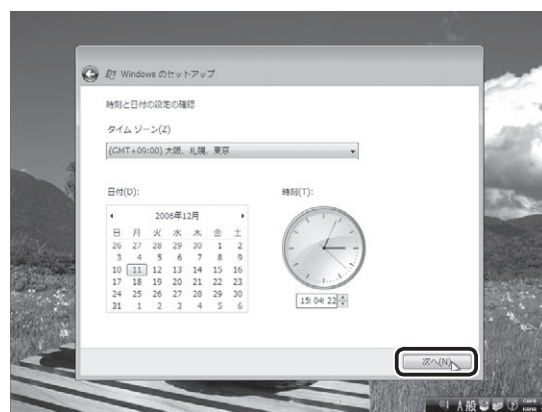 Windows のセットアップ
時刻と日付の設定の確認
タイム ゾーン(Z)
(GMT+09:00) 大阪、札幌、東京
日付(D):
時刻(T):
2006年12月
日 月 火 水 木 金 土
26 27 28 29 30 1 2
3 4 5 6 7 8 9
10 11 12 13 14 15 16
17 18 19 20 21 22 23
24 25 26 27 28 29 30
31 1 2 3 4 5 6
15:04:22
次へ(N)
A 般
CAPS
KANA